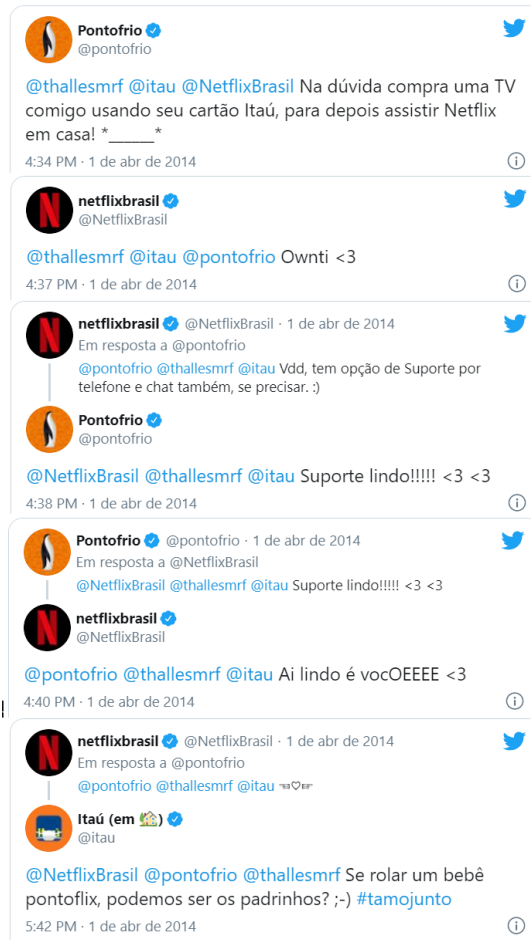 Pontofrio
@pontofrio
@thallesmrf @itau @NetflixBrasil Na dúvida compra uma TV
comigo usando seu cartão Itaú, para depois assistir Netflix
em casa! *______*
4:34 PM · 1 de abr de 2014
netflixbrasil
@NetflixBrasil
@thallesmrf @itau @pontofrio Ownti <3
4:37 PM · 1 de abr de 2014
netflixbrasil @NetflixBrasil · 1 de abr de 2014
Em resposta a @pontofrio
@pontofrio @thallesmrf @itau Vdd, tem opção de Suporte por
telefone e chat também, se precisar. :)
Pontofrio
@pontofrio
@NetflixBrasil @thallesmrf @itau Suporte lindo!!!!! <3 <3
4:38 PM · 1 de abr de 2014
Pontofrio @pontofrio · 1 de abr de 2014
Em resposta a @NetflixBrasil
@NetflixBrasil @thallesmrf @itau Suporte lindo!!!!! <3 <3
netflixbrasil
@NetflixBrasil
@pontofrio @thallesmrf @itau Ai lindo é vocOEEEE <3
4:40 PM · 1 de abr de 2014
netflixbrasil @NetflixBrasil · 1 de abr de 2014
Em resposta a @pontofrio
@pontofrio @thallesmrf @itau ☜♡☞
Itaú (em 🏡)
@itau
@NetflixBrasil @pontofrio @thallesmrf Se rolar um bebê
pontoflix, podemos ser os padrinhos? ;-) #tamojunto
5:42 PM · 1 de abr de 2014